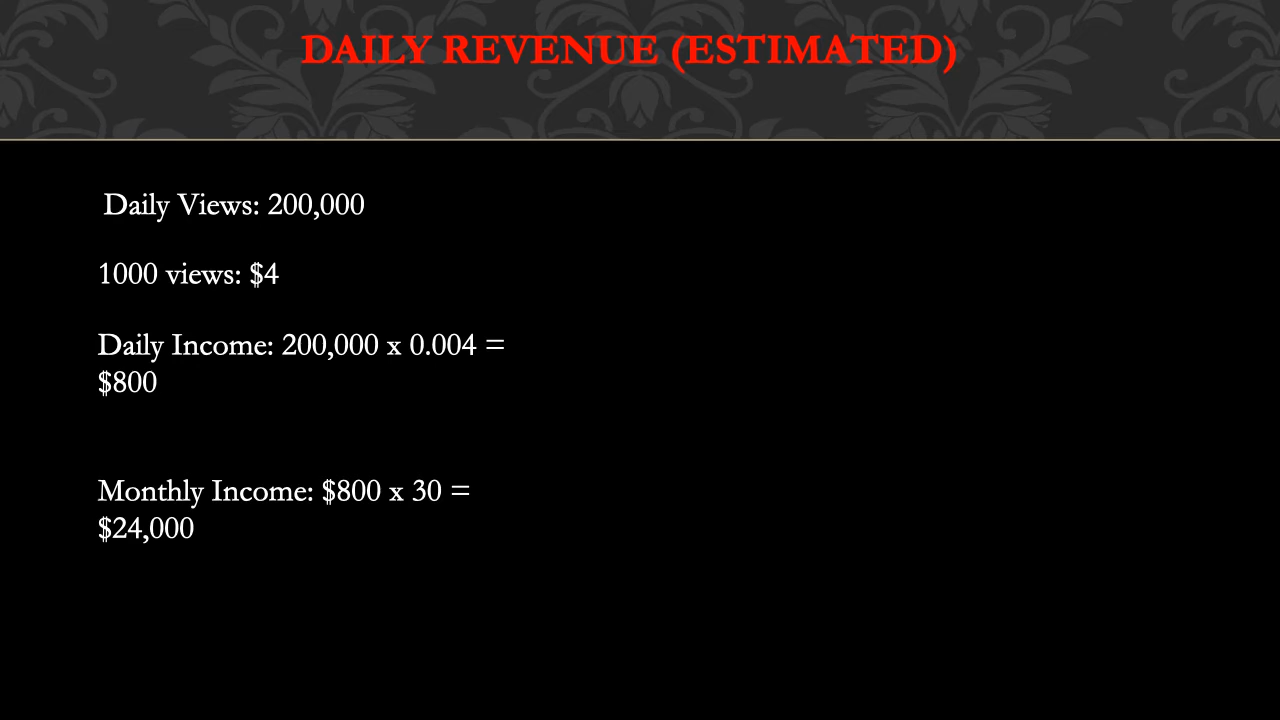 DAILY REVENUE (ESTIMATED)
Daily Views: 200,000
1000 views: $4
Daily Income: 200,000 x 0.004 =
$800
Monthly Income: $800 x 30 =
$24,000